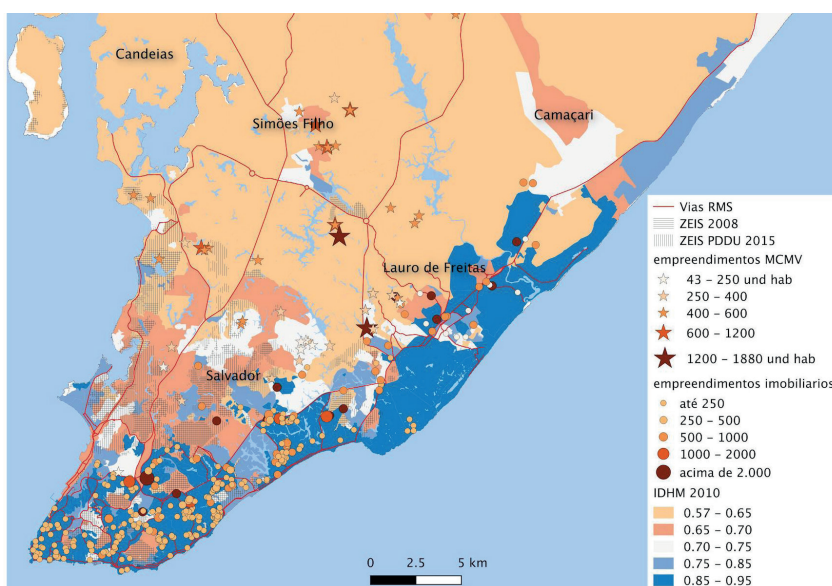 Candeias
Simões Filho
Camaçari
Lauro de Freitas
Salvador
0 2.5 5 km
Vias RMS
ZEIS 2008
ZEIS PDDU 2015
empreendimentos MCMV
43 – 250 und hab
250 – 400
400 – 600
600 – 1200
1200 – 1880 und hab
empreendimentos imobiliarios
até 250
250 – 500
500 – 1000
1000 – 2000
acima de 2.000
IDHM 2010
0.57 – 0.65
0.65 – 0.70
0.70 – 0.75
0.75 – 0.85
0.85 – 0.95